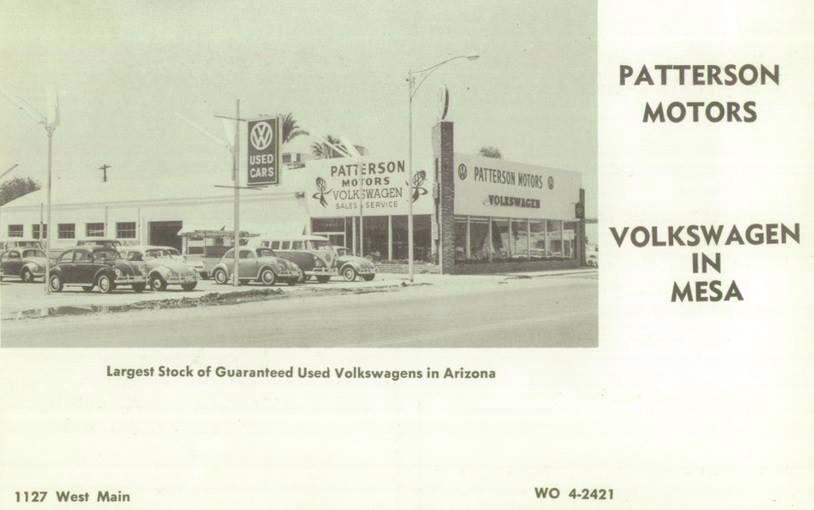 PATTERSON
MOTORS
VOLKSWAGEN
IN
MESA
VW
USED
CARS
PATTERSON
MOTORS
VOLKSWAGEN
SALES & SERVICE
PATTERSON MOTORS
VOLKSWAGEN
Largest Stock of Guaranteed Used Volkswagens in Arizona
1127 West Main
WO 4-2421